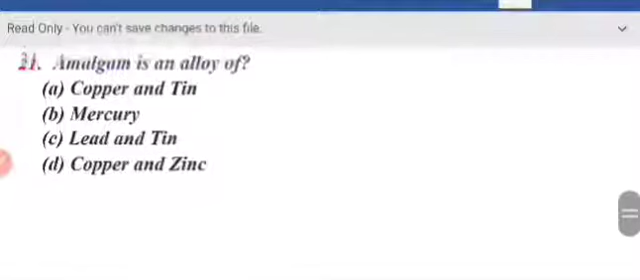 Read Only - You can't save changes to this file.
21. Amalgum is an alloy of?
(a) Copper and Tin
(b) Mercury
(c) Lead and Tin
(d) Copper and Zinc